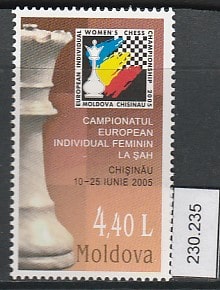 EUROPEAN INDIVIDUAL
WOMEN'S CHESS
CHAMPIONSHIP 2005
MOLDOVA CHISINAU
CAMPIONATUL
EUROPEAN
INDIVIDUAL FEMININ
LA ŞAH
CHIŞINĂU
10-25 IUNIE 2005
4,40 L
Moldova
230.235